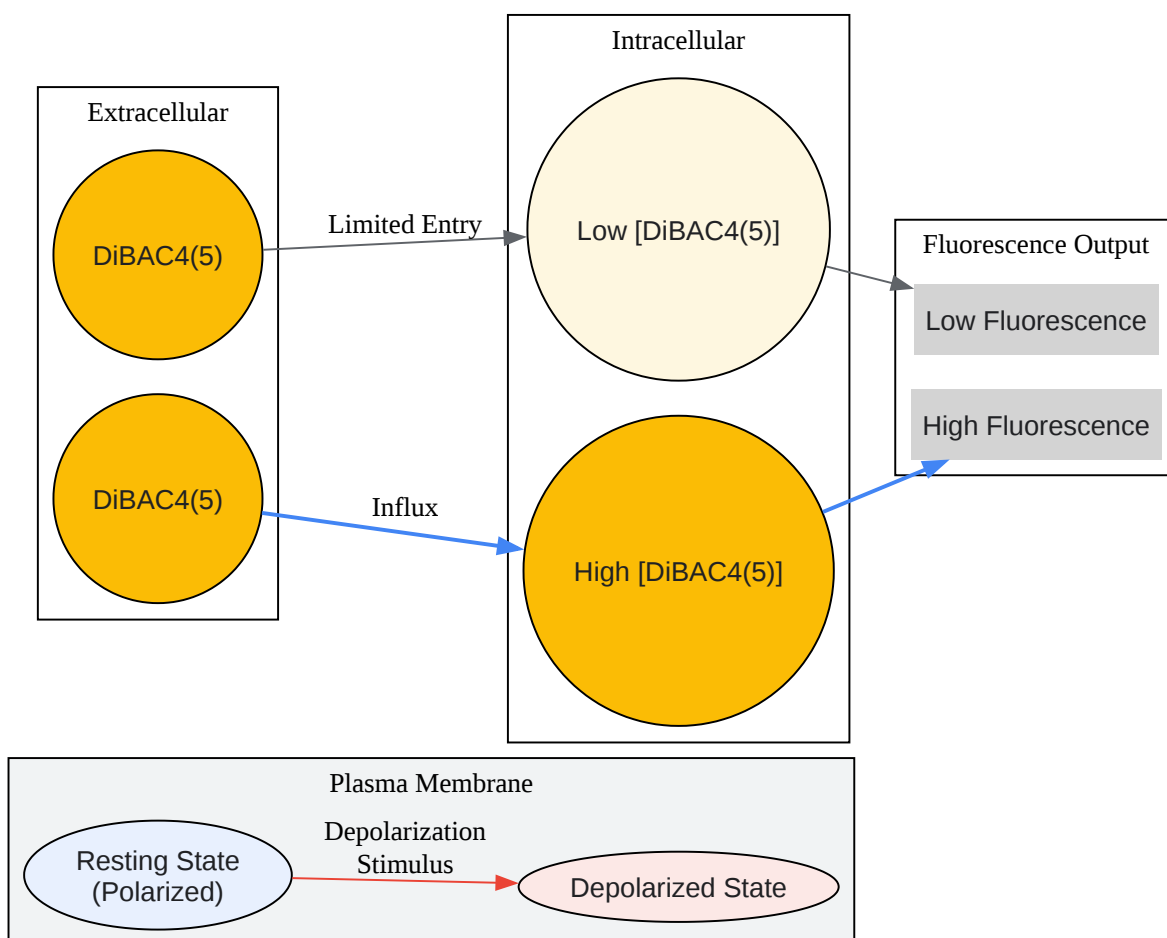 Extracellular
DiBAC4(5)
DiBAC4(5)
Limited Entry
Influx
Intracellular
Low [DiBAC4(5)]
High [DiBAC4(5)]
Fluorescence Output
Low Fluorescence
High Fluorescence
Plasma Membrane
Resting State
(Polarized)
Depolarization
Stimulus
Depolarized State